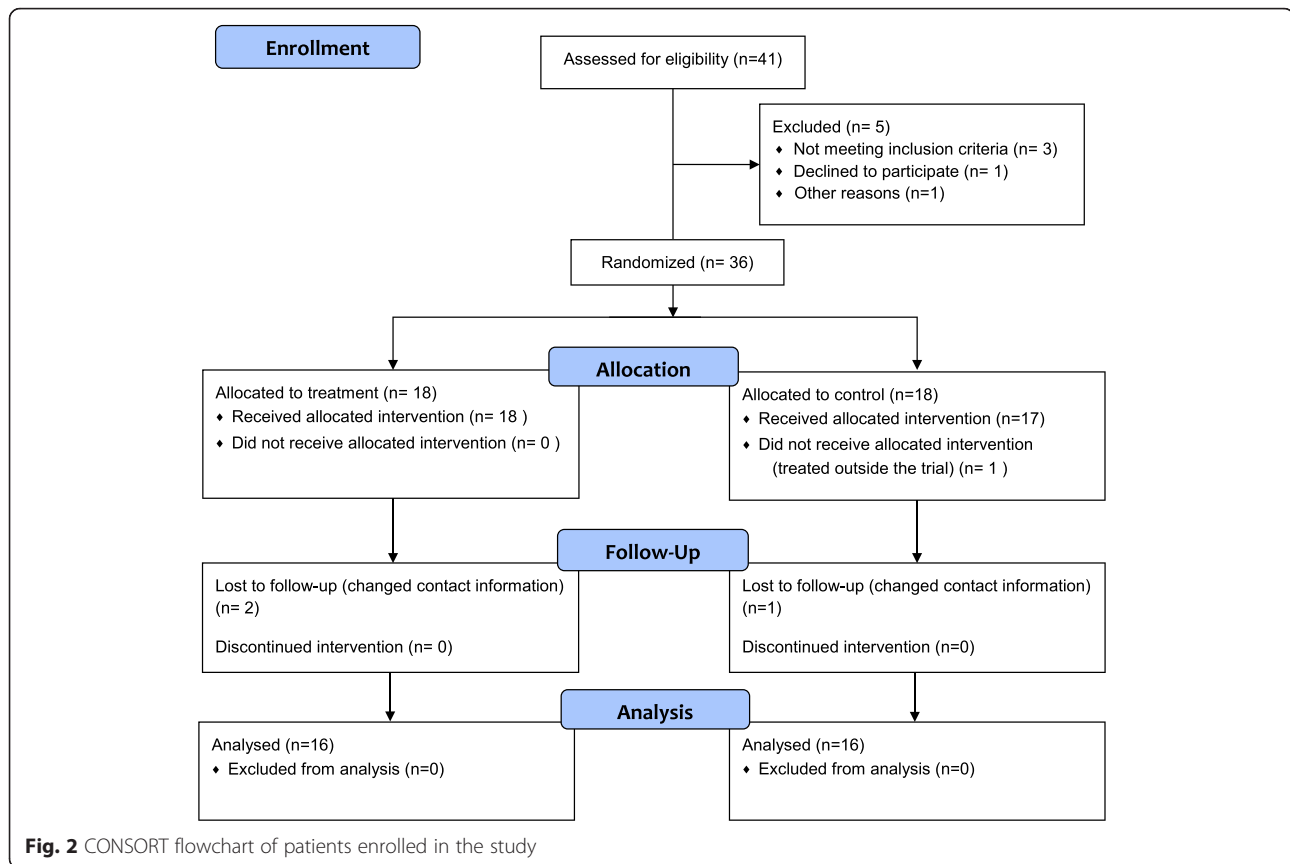 Enrollment
Assessed for eligibility (n=41)
Excluded (n= 5)
♦ Not meeting inclusion criteria (n= 3)
♦ Declined to participate (n= 1)
♦ Other reasons (n=1)
Randomized (n= 36)
Allocation
Allocated to treatment (n= 18)
♦ Received allocated intervention (n= 18 )
♦ Did not receive allocated intervention (n= 0 )
Allocated to control (n=18)
♦ Received allocated intervention (n=17)
♦ Did not receive allocated intervention
(treated outside the trial) (n= 1 )
Follow-Up
Lost to follow-up (changed contact information)
(n= 2)
Discontinued intervention (n= 0)
Lost to follow-up (changed contact information)
(n=1)
Discontinued intervention (n=0)
Analysis
Analysed (n=16)
♦ Excluded from analysis (n=0)
Analysed (n=16)
♦ Excluded from analysis (n=0)
Fig. 2 CONSORT flowchart of patients enrolled in the study